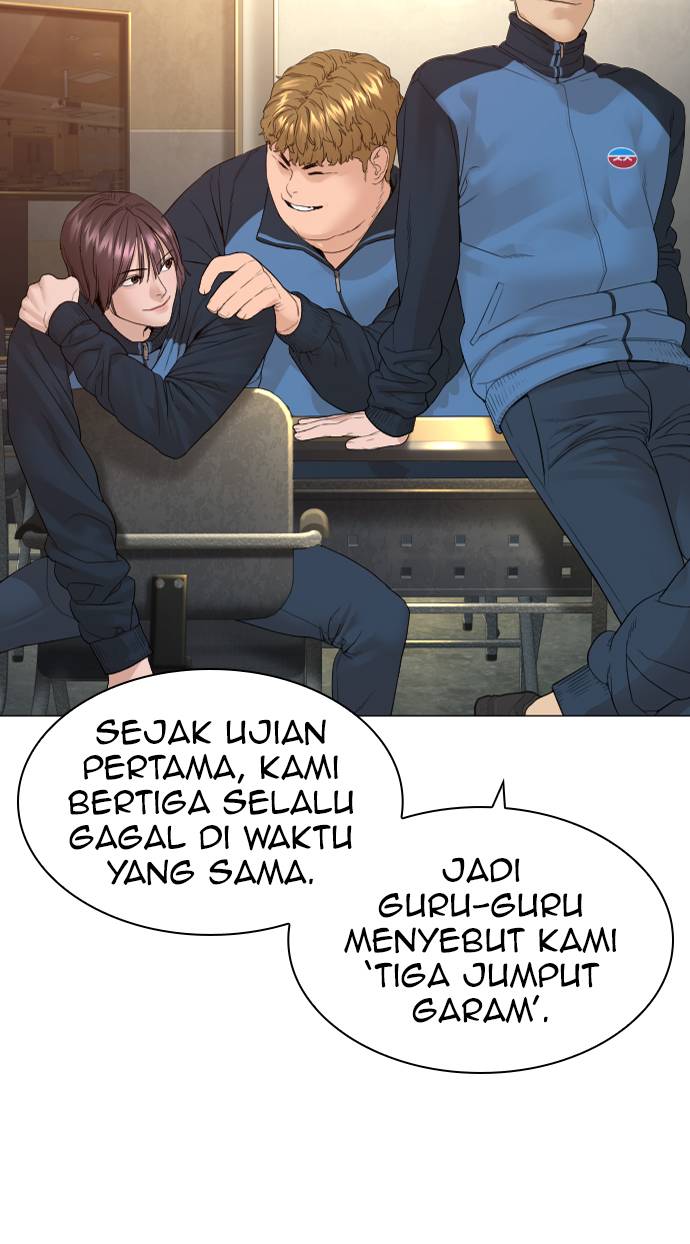 SEJAK UJIAN
PERTAMA, KAMI
BERTIGA SELALU
GAGAL DI WAKTU
YANG SAMA.
JADI
GURU-GURU
MENYEBUT KAMI
'TIGA JUMPUT
GARAM'.